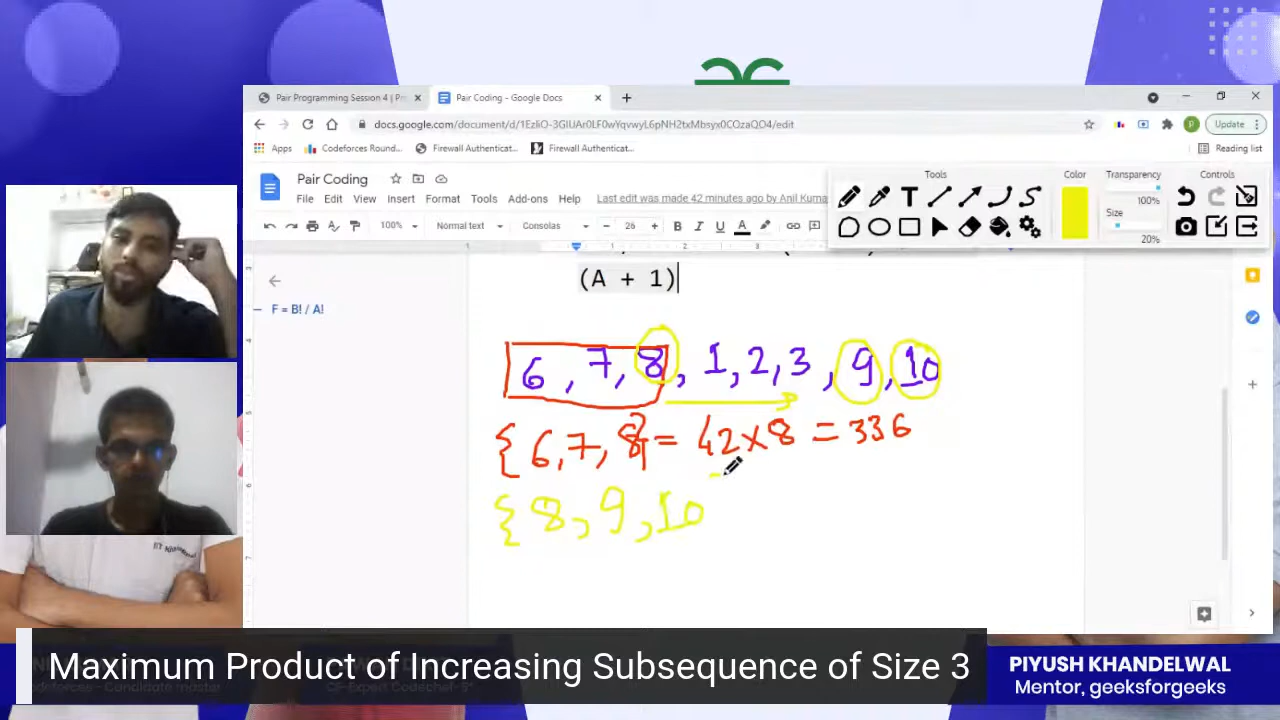 Pair Programming Session 4 | Pr
Pair Coding - Google Docs
docs.google.com/document/d/1EzliO-3GIUAr0LF0wYqvwyL6pNH2txMbsyx0COzaQO4/edit
Update
Apps
Codeforces Round...
Firewall Authenticat...
Firewall Authenticat...
Reading list
Pair Coding
File Edit View Insert Format Tools Add-ons Help
Last edit was made 42 minutes ago by Anil Kuma
100% Normal text Consolas 26
Tools Color Transparency Controls
100%
Size
20%
(A + 1)
F = B! / A!
6, 7, 8, 1, 2, 3, 9, 10
{6, 7, 8} = 42×8 = 336
{8, 9, 10
Maximum Product of Increasing Subsequence of Size 3
PIYUSH KHANDELWAL
Mentor, geeksforgeeks